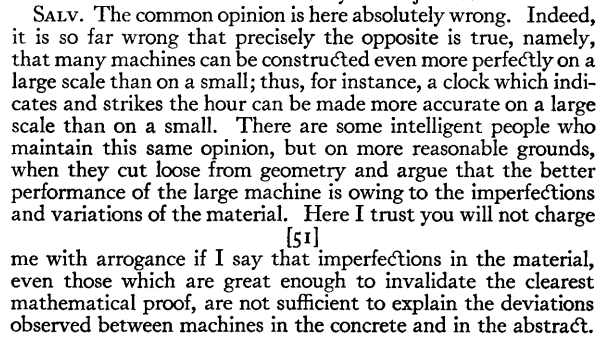 SALV. The common opinion is here absolutely wrong. Indeed,
it is so far wrong that precisely the opposite is true, namely,
that many machines can be constructed even more perfectly on a
large scale than on a small; thus, for instance, a clock which indi-
cates and strikes the hour can be made more accurate on a large
scale than on a small. There are some intelligent people who
maintain this same opinion, but on more reasonable grounds,
when they cut loose from geometry and argue that the better
performance of the large machine is owing to the imperfections
and variations of the material. Here I trust you will not charge
[51]
me with arrogance if I say that imperfections in the material,
even those which are great enough to invalidate the clearest
mathematical proof, are not sufficient to explain the deviations
observed between machines in the concrete and in the abstract.